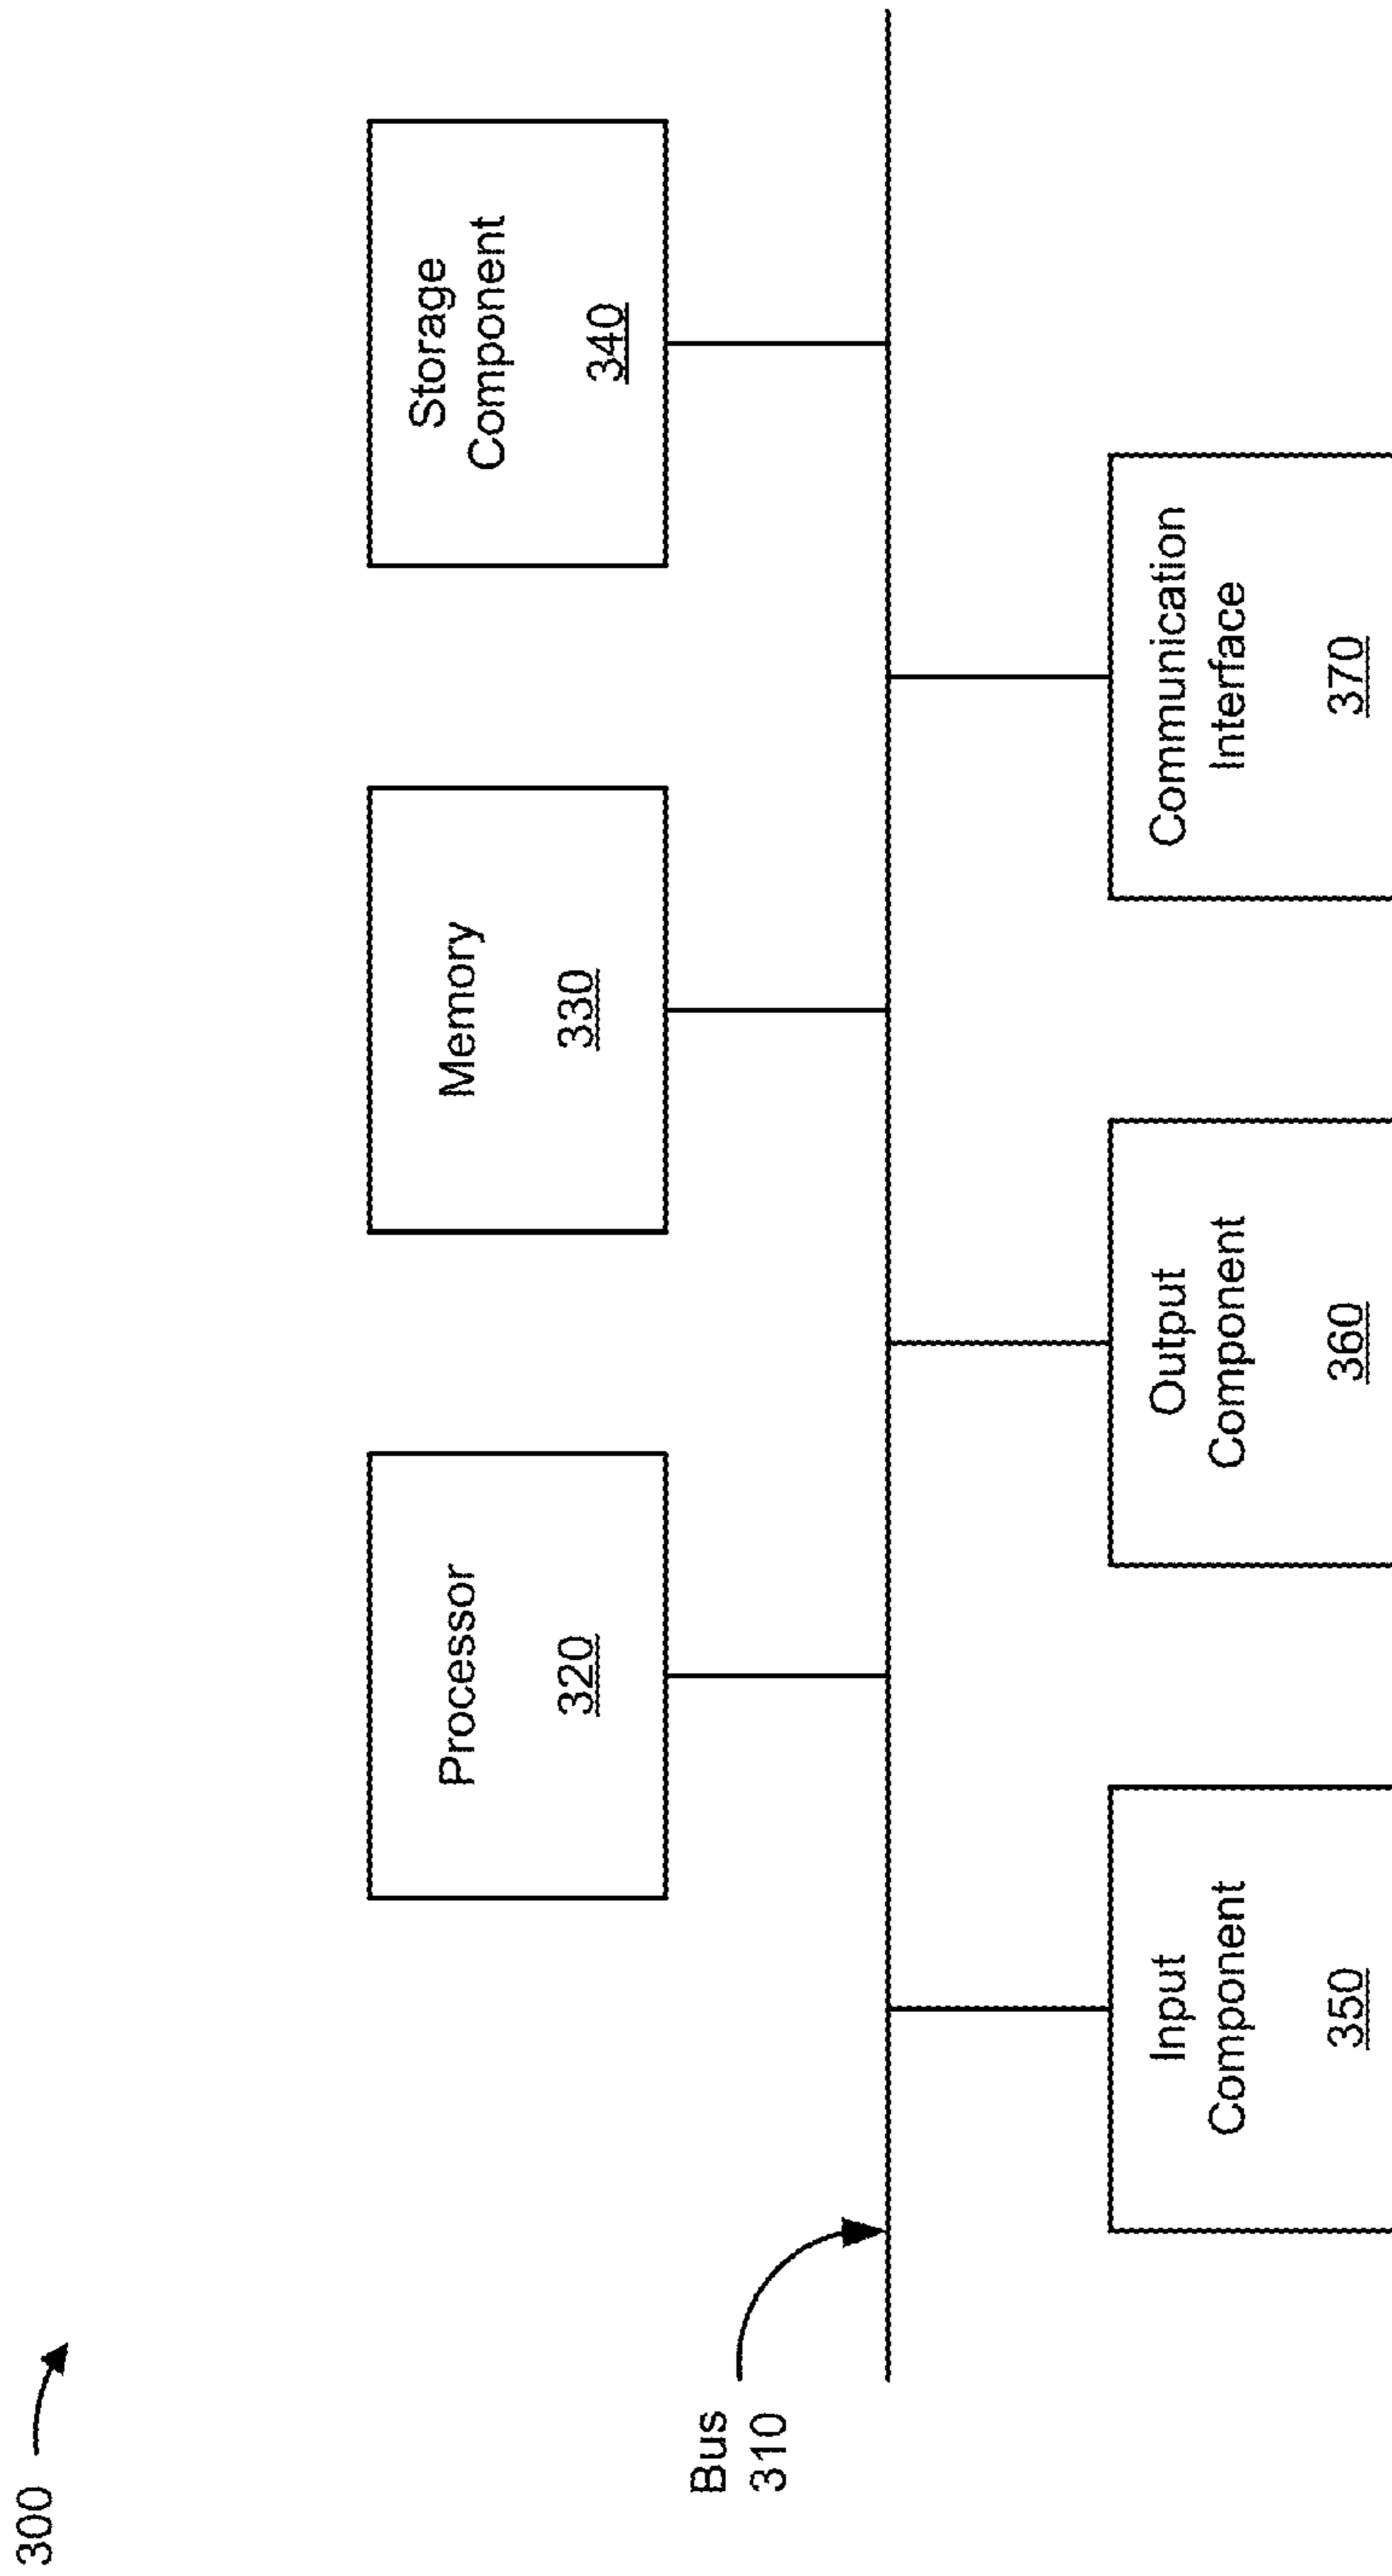 300
Processor
320
Memory
330
Storage
Component
340
Bus
310
Input
Component
350
Output
Component
360
Communication
Interface
370